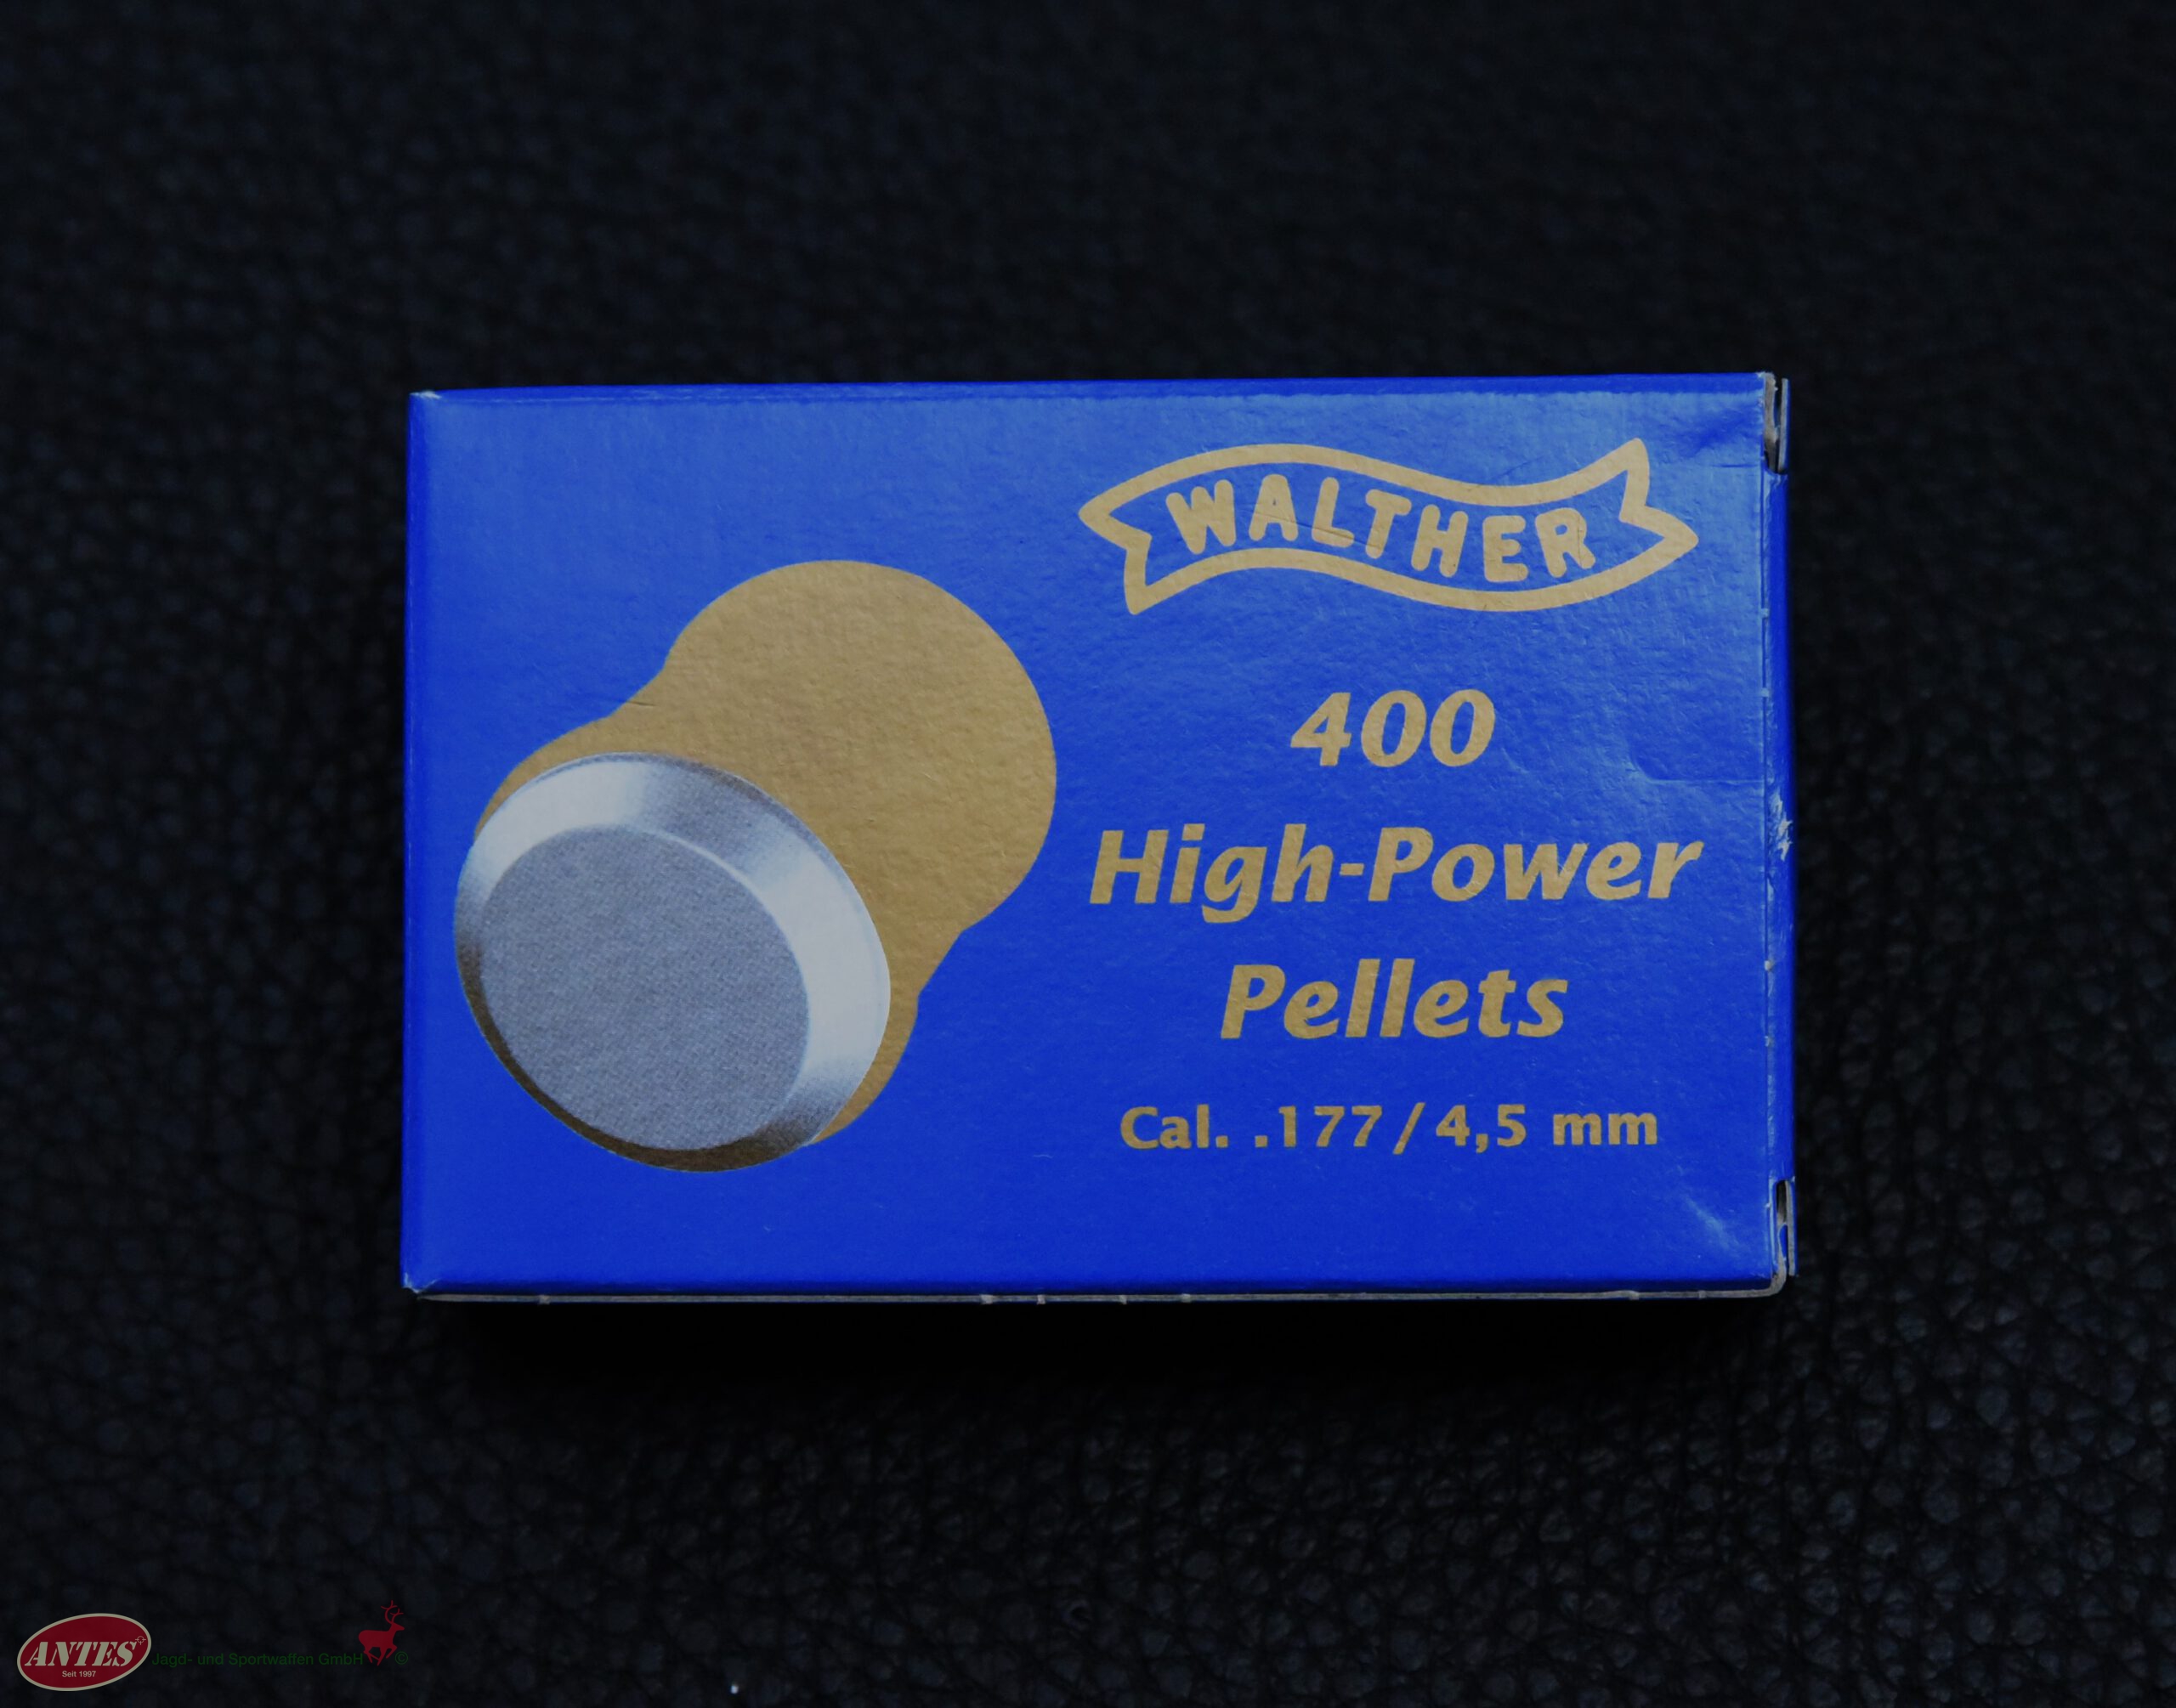 WALTHER
400
High-Power
Pellets
Cal. .177 / 4,5 mm
ANTES
Seit 1997
Jagd- und Sportwaffen GmbH ©